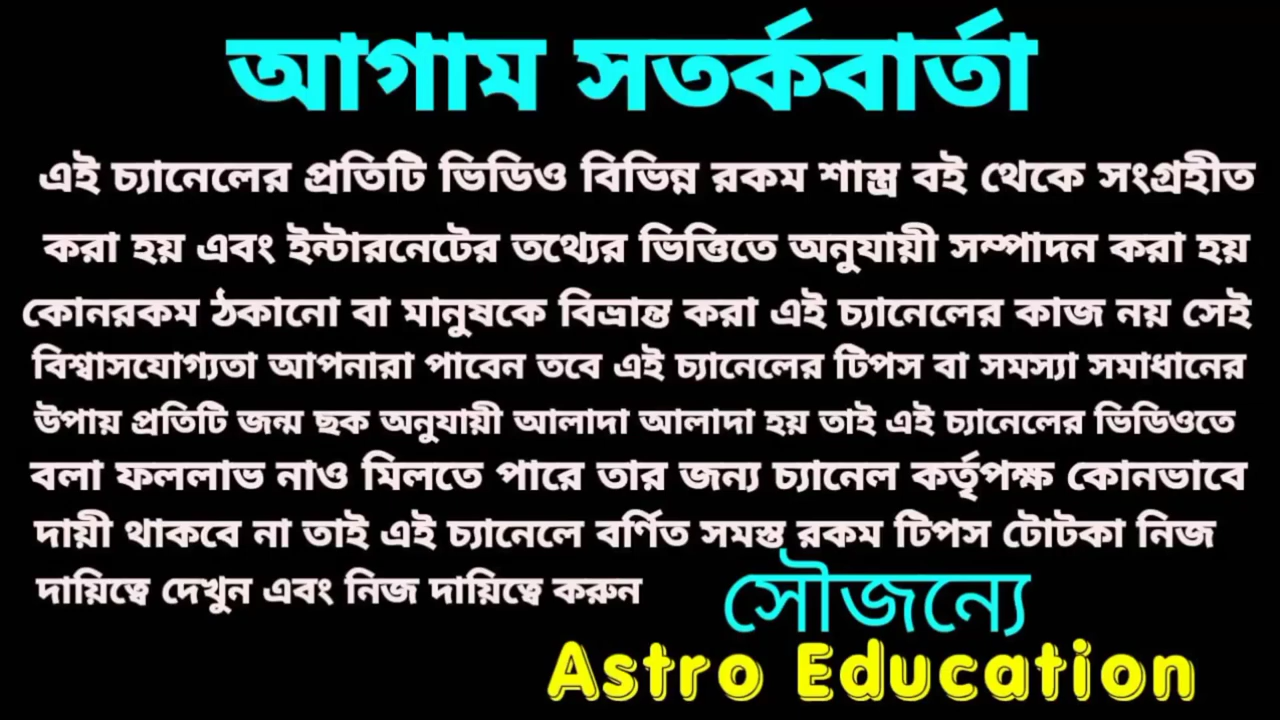 আগাম সতর্কবার্তা
এই চ্যানেলের প্রতিটি ভিডিও বিভিন্ন রকম শাস্ত্র বই থেকে সংগ্রহীত
করা হয় এবং ইন্টারনেটের তথ্যের ভিত্তিতে অনুযায়ী সম্পাদন করা হয়
কোনরকম ঠকানো বা মানুষকে বিভ্রান্ত করা এই চ্যানেলের কাজ নয় সেই
বিশ্বাসযোগ্যতা আপনারা পাবেন তবে এই চ্যানেলের টিপস বা সমস্যা সমাধানের
উপায় প্রতিটি জন্ম ছক অনুযায়ী আলাদা আলাদা হয় তাই এই চ্যানেলের ভিডিওতে
বলা ফললাভ নাও মিলতে পারে তার জন্য চ্যানেল কর্তৃপক্ষ কোনভাবে
দায়ী থাকবে না তাই এই চ্যানেলে বর্ণিত সমস্ত রকম টিপস টোটকা নিজ
দায়িত্বে দেখুন এবং নিজ দায়িত্বে করুন
সৌজন্যে
Astro Education